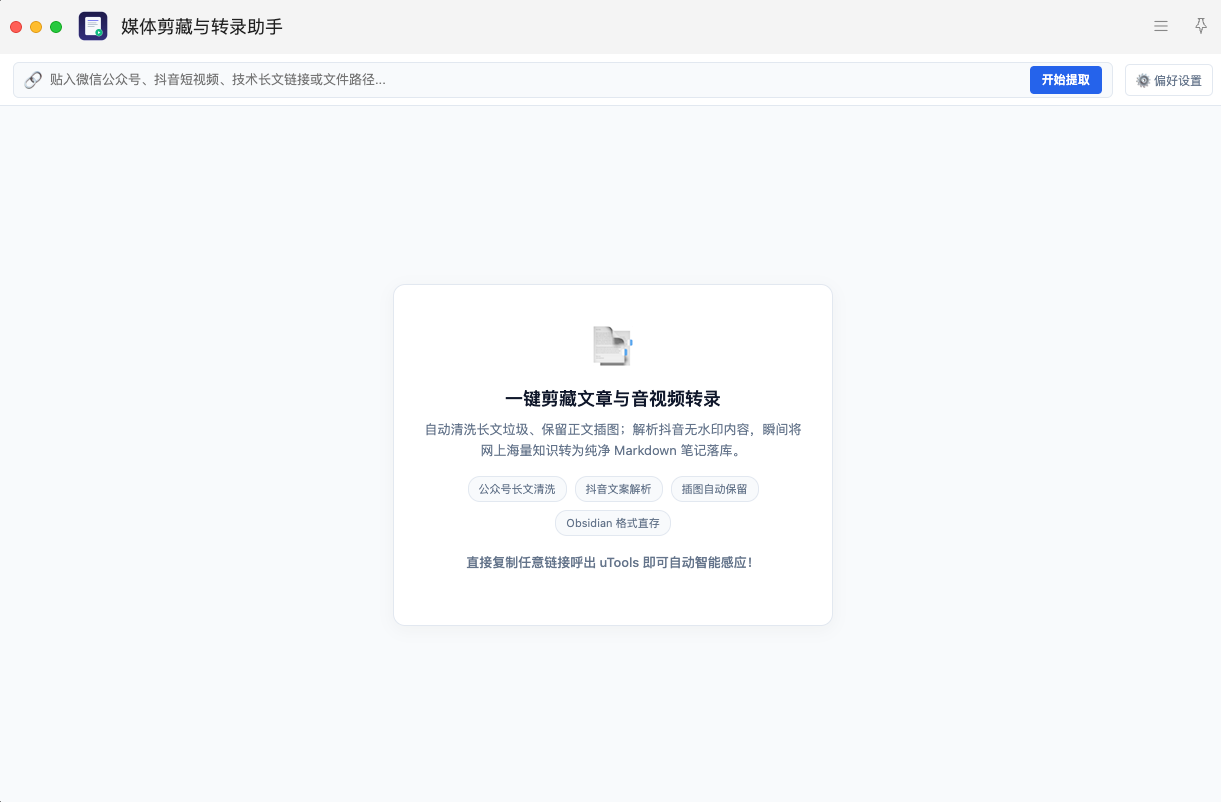 媒体剪藏与转录助手
贴入微信公众号、抖音短视频、技术长文链接或文件路径...
开始提取
偏好设置
一键剪藏文章与音视频转录
自动清洗长文垃圾、保留正文插图；解析抖音无水印内容，瞬间将
网上海量知识转为纯净 Markdown 笔记落库。
公众号长文清洗
抖音文案解析
插图自动保留
Obsidian 格式直存
直接复制任意链接呼出 uTools 即可自动智能感应！